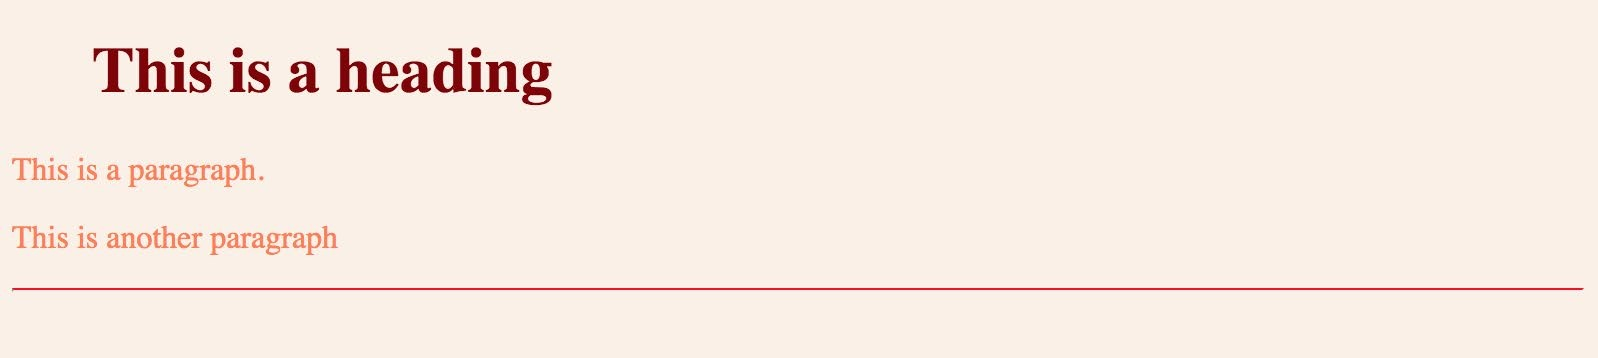 This is a heading
This is a paragraph.
This is another paragraph